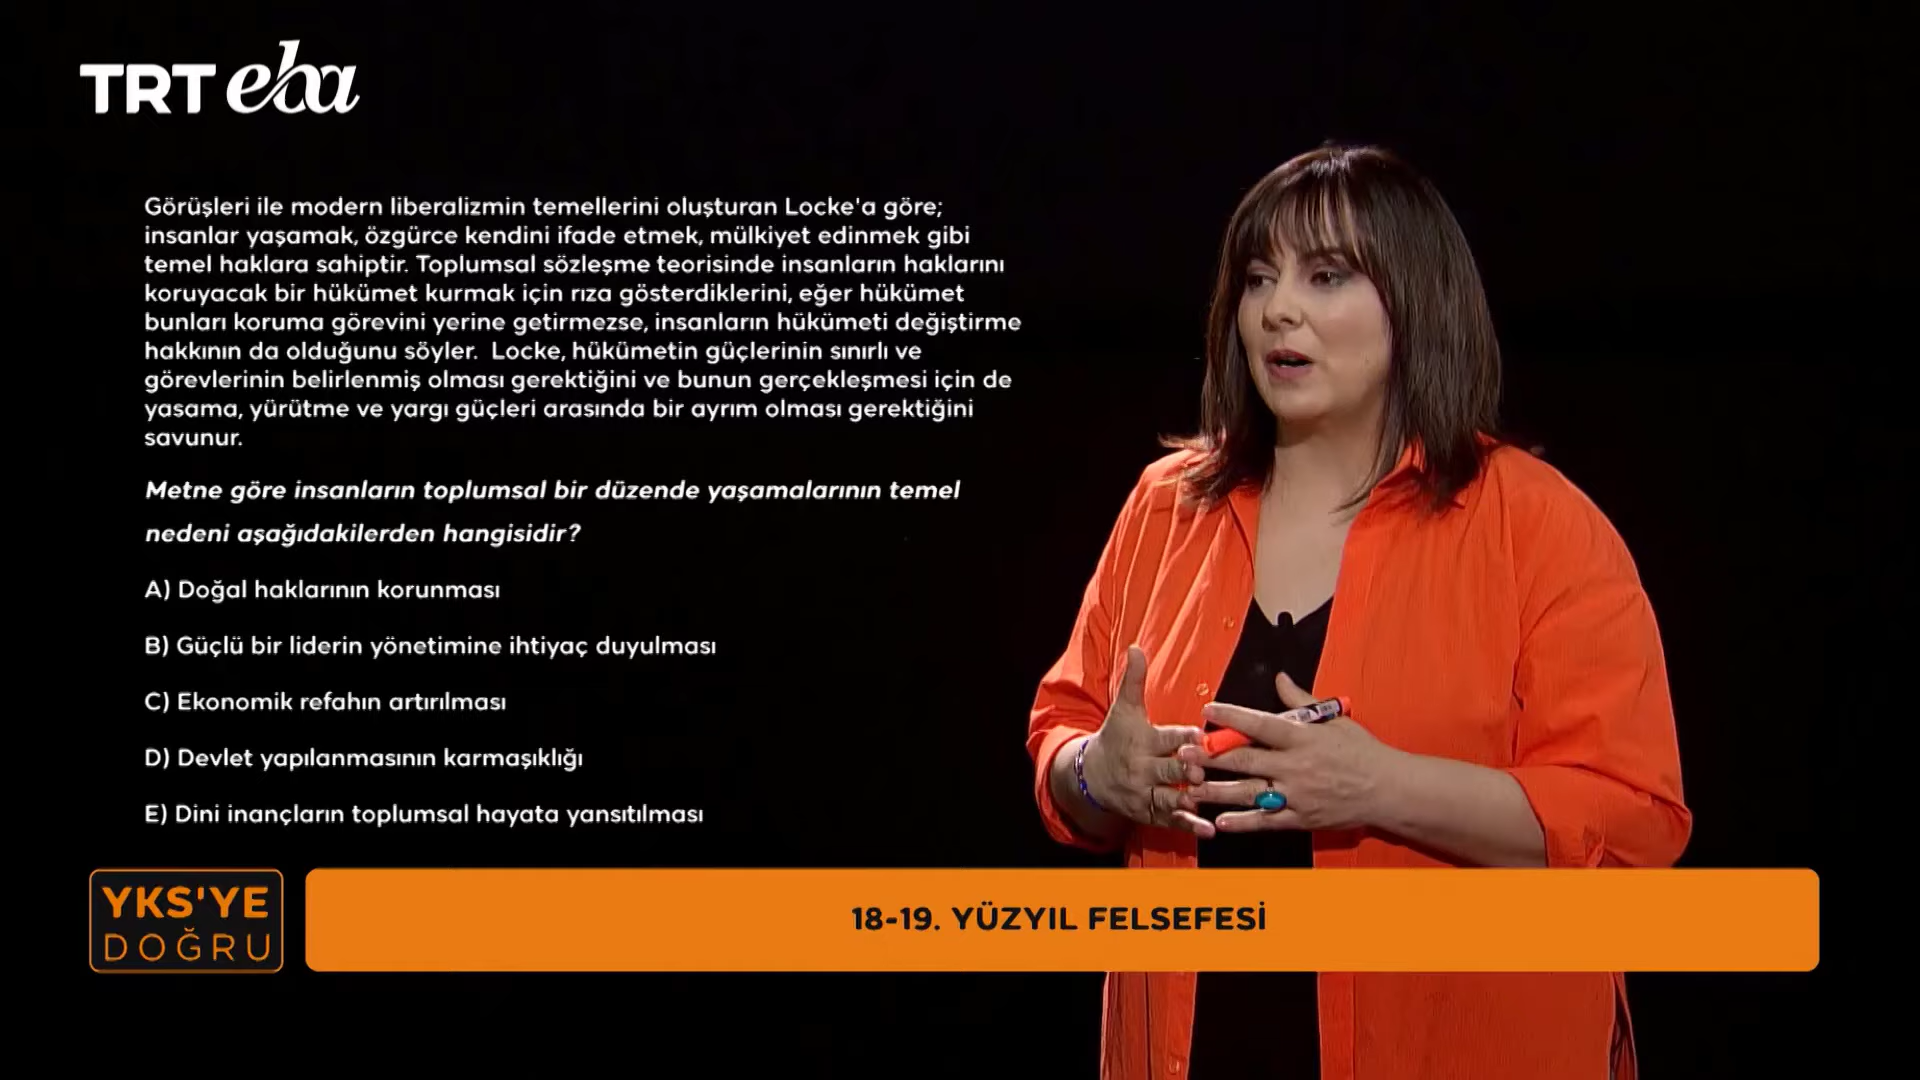 TRT eba
Görüşleri ile modern liberalizmin temellerini oluşturan Locke'a göre;
insanlar yaşamak, özgürce kendini ifade etmek, mülkiyet edinmek gibi
temel haklara sahiptir. Toplumsal sözleşme teorisinde insanların haklarını
koruyacak bir hükümet kurmak için rıza gösterdiklerini, eğer hükümet
bunları koruma görevini yerine getirmezse, insanların hükümeti değiştirme
hakkının da olduğunu söyler. Locke, hükümetin güçlerinin sınırlı ve
görevlerinin belirlenmiş olması gerektiğini ve bunun gerçekleşmesi için de
yasama, yürütme ve yargı güçleri arasında bir ayrım olması gerektiğini
savunur.
Metne göre insanların toplumsal bir düzende yaşamalarının temel
nedeni aşağıdakilerden hangisidir?
A) Doğal haklarının korunması
B) Güçlü bir liderin yönetimine ihtiyaç duyulması
C) Ekonomik refahın artırılması
D) Devlet yapılanmasının karmaşıklığı
E) Dini inançların toplumsal hayata yansıtılması
YKS'YE
DOĞRU
18-19. YÜZYIL FELSEFESİ